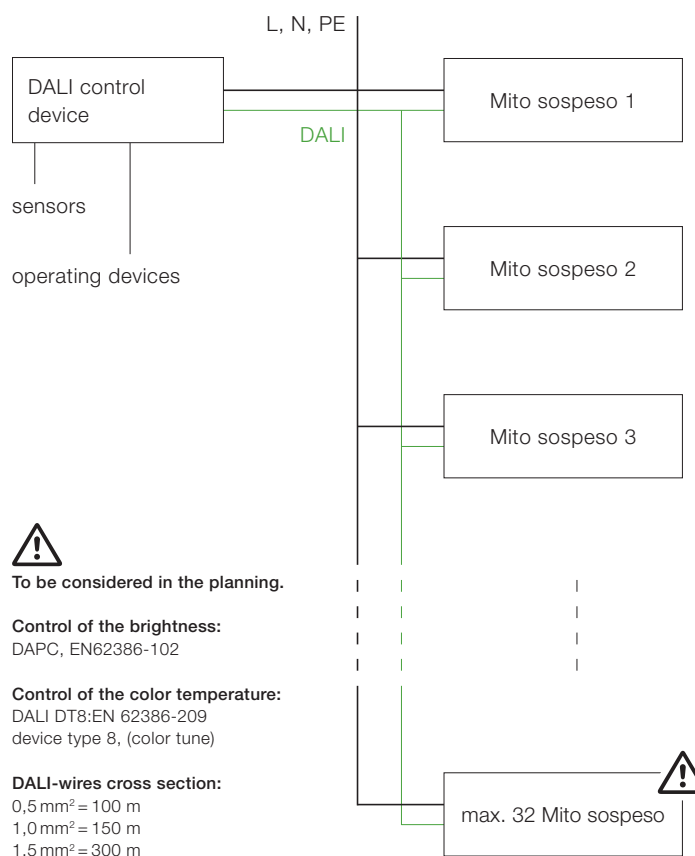 L, N, PE
DALI control
device
Mito sospeso 1
DALI
sensors
operating devices
Mito sospeso 2
Mito sospeso 3
To be considered in the planning.
Control of the brightness:
DAPC, EN62386-102
Control of the color temperature:
DALI DT8:EN 62386-209
device type 8, (color tune)
DALI-wires cross section:
0,5 mm² = 100 m
1,0 mm² = 150 m
1,5 mm² = 300 m
max. 32 Mito sospeso